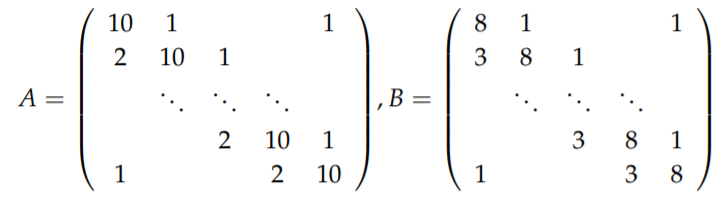 A = ( 10 1 1 ) , B = ( 8 1 1 )
2 10 1 3 8 1
⋱ ⋱ ⋱ ⋱ ⋱ ⋱
2 10 1 3 8 1
1 2 10 1 3 8